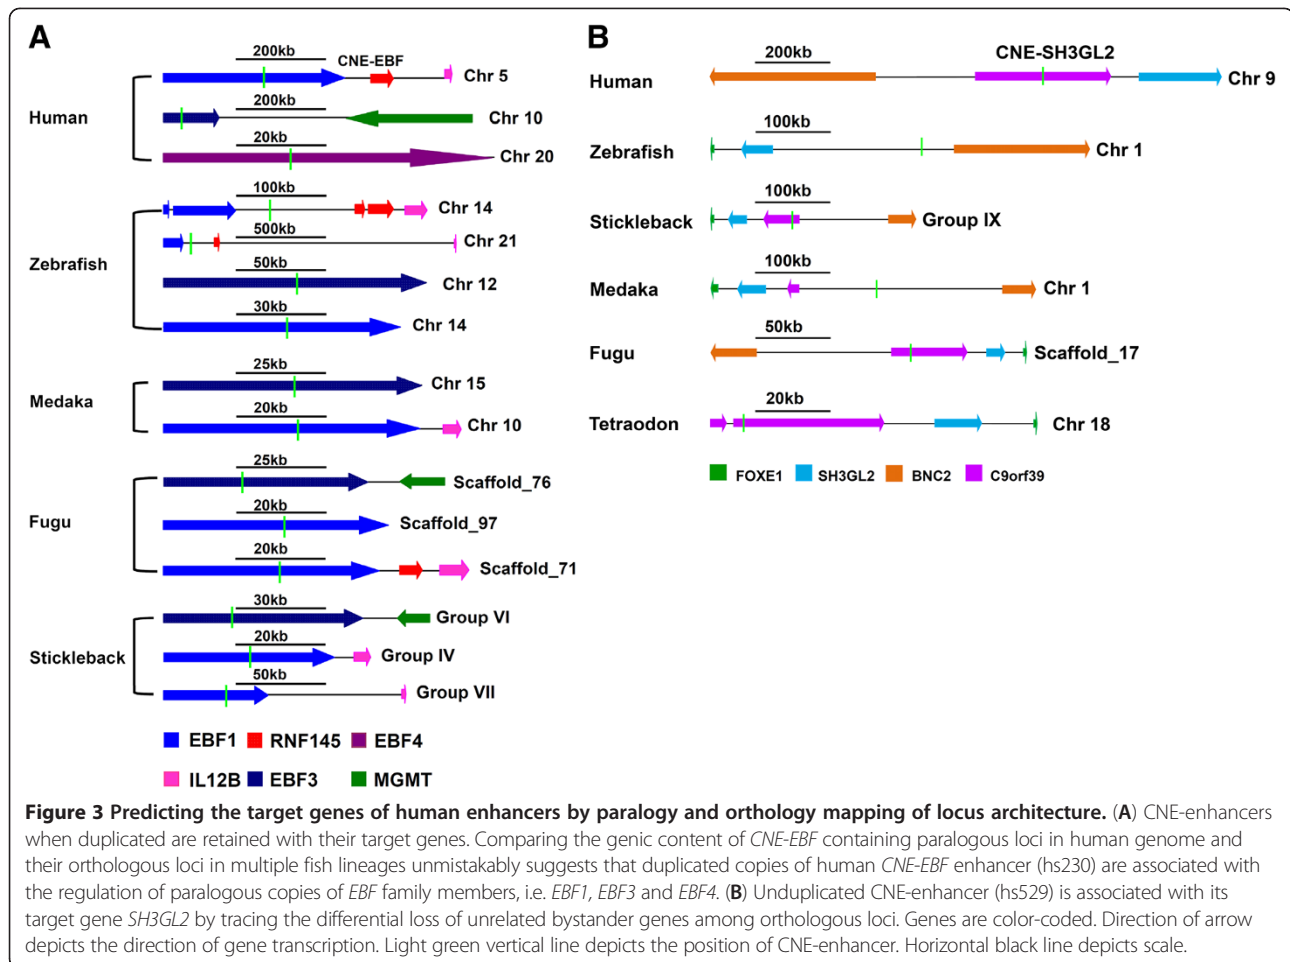 A
200kb
CNE-EBF
Chr 5
Human
200kb
Chr 10
20kb
Chr 20
100kb
Chr 14
500kb
Chr 21
Zebrafish
50kb
Chr 12
30kb
Chr 14
25kb
Chr 15
Medaka
20kb
Chr 10
25kb
Scaffold_76
Fugu
20kb
Scaffold_97
20kb
Scaffold_71
30kb
Group VI
Stickleback
20kb
Group IV
50kb
Group VII
EBF1 RNF145 EBF4
IL12B EBF3 MGMT
B
200kb
CNE-SH3GL2
Human
Chr 9
100kb
Zebrafish
Chr 1
100kb
Stickleback
Group IX
100kb
Medaka
Chr 1
50kb
Fugu
Scaffold_17
20kb
Tetraodon
Chr 18
FOXE1 SH3GL2 BNC2 C9orf39
Figure 3 Predicting the target genes of human enhancers by paralogy and orthology mapping of locus architecture. (A) CNE-enhancers
when duplicated are retained with their target genes. Comparing the genic content of CNE-EBF containing paralogous loci in human genome and
their orthologous loci in multiple fish lineages unmistakably suggests that duplicated copies of human CNE-EBF enhancer (hs230) are associated with
the regulation of paralogous copies of EBF family members, i.e. EBF1, EBF3 and EBF4. (B) Unduplicated CNE-enhancer (hs529) is associated with its
target gene SH3GL2 by tracing the differential loss of unrelated bystander genes among orthologous loci. Genes are color-coded. Direction of arrow
depicts the direction of gene transcription. Light green vertical line depicts the position of CNE-enhancer. Horizontal black line depicts scale.